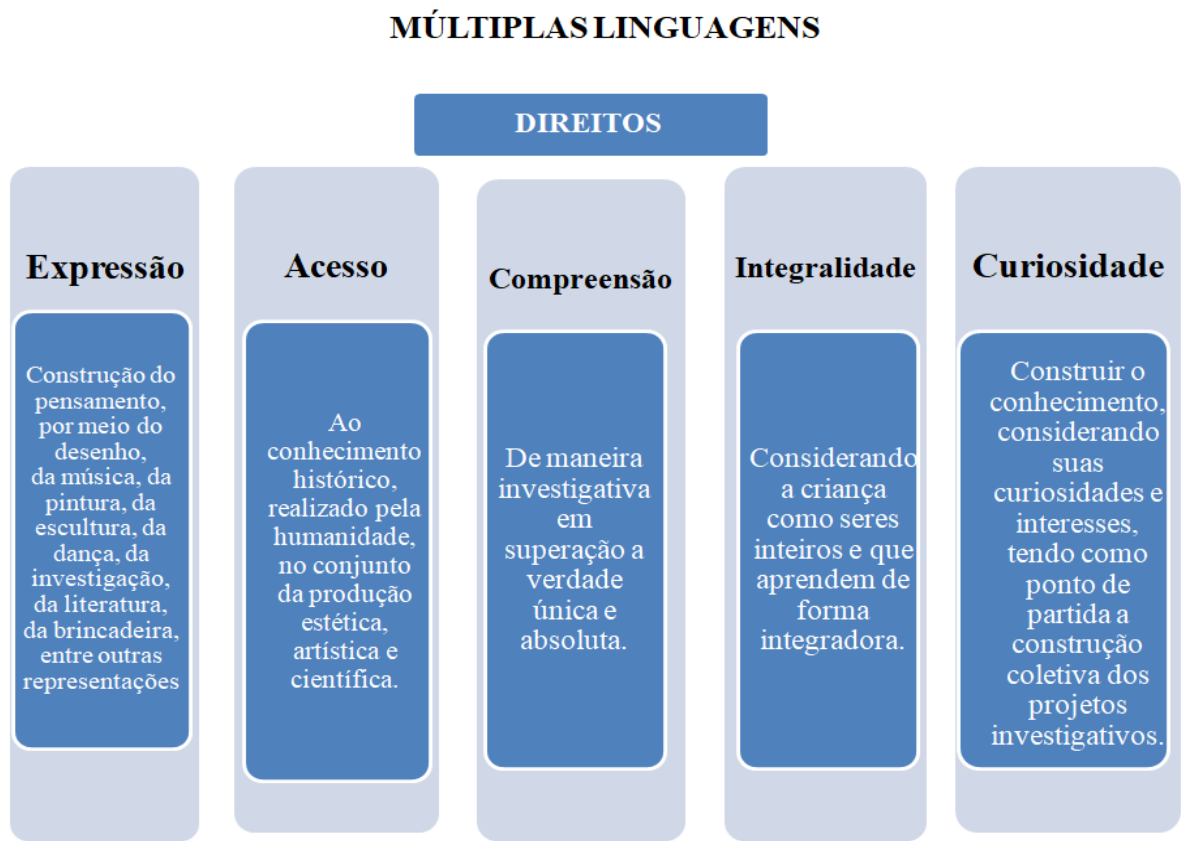 MÚLTIPLAS LINGUAGENS
DIREITOS
Expressão
Construção do
pensamento,
por meio do
desenho,
da música, da
pintura, da
escultura, da
dança, da
investigação,
da literatura,
da brincadeira,
entre outras
representações
Acesso
Ao
conhecimento
histórico,
realizado pela
humanidade,
no conjunto
da produção
estética,
artística e
científica.
Compreensão
De maneira
investigativa
em
superação a
verdade
única e
absoluta.
Integralidade
Considerando
a criança
como seres
inteiros e que
aprendem de
forma
integradora.
Curiosidade
Construir o
conhecimento,
considerando
suas
curiosidades e
interesses,
tendo como
ponto de
partida a
construção
coletiva dos
projetos
investigativos.